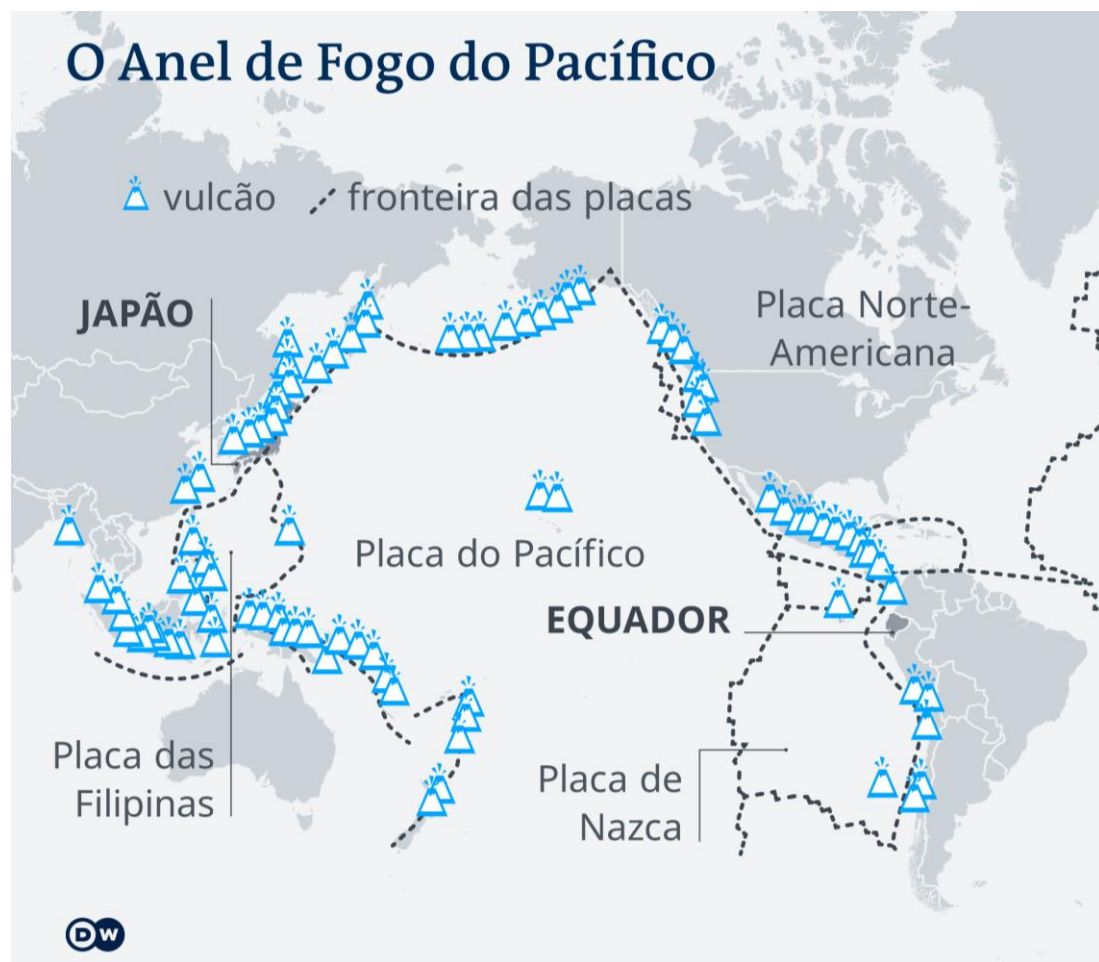 O Anel de Fogo do Pacífico
vulcão
fronteira das placas
JAPÃO
Placa Norte-
Americana
Placa do Pacífico
EQUADOR
Placa das
Filipinas
Placa de
Nazca
DW